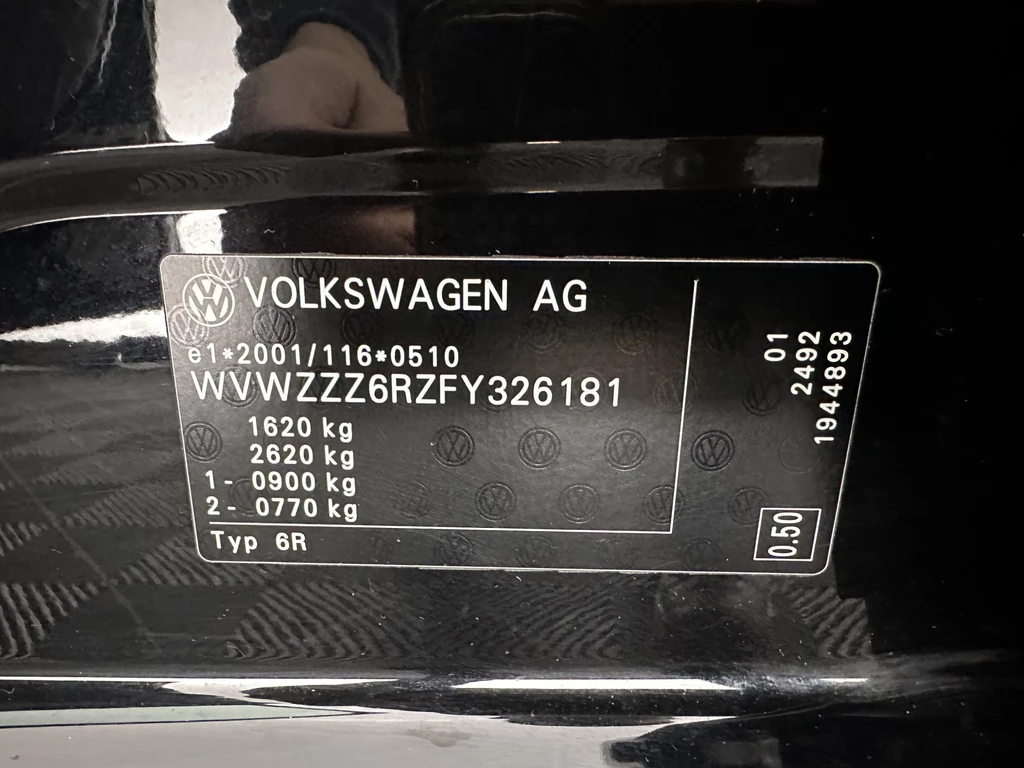 VOLKSWAGEN AG
e1*2001/116*0510
WVWZZZ6RZFY326181
1620 kg
2620 kg
1- 0900 kg
2- 0770 kg
Typ 6R
01
2492
1944893
0.50